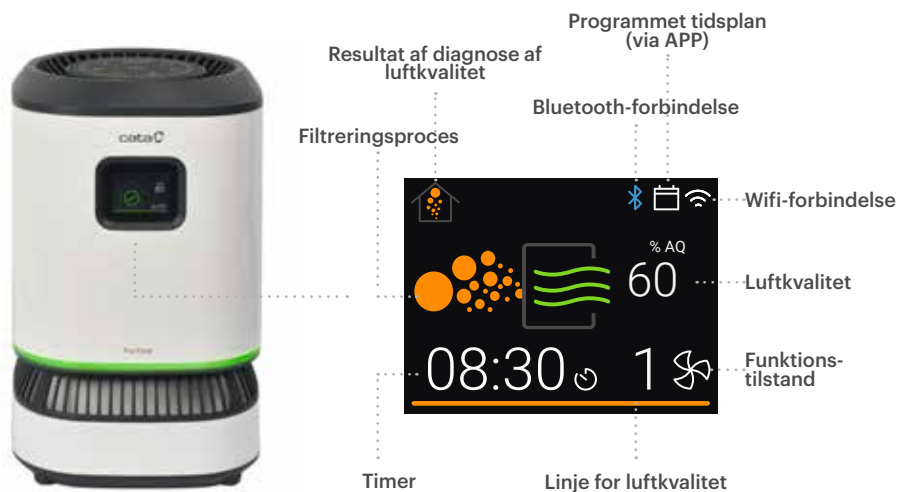 Programmet tidsplan
(via APP)
Resultat af diagnose af
luftkvalitet
Bluetooth-forbindelse
Filtreringsproces
Wifi-forbindelse
cata
% AQ
60
Luftkvalitet
08:30
1
Funktions-
tilstand
Timer
Linje for luftkvalitet